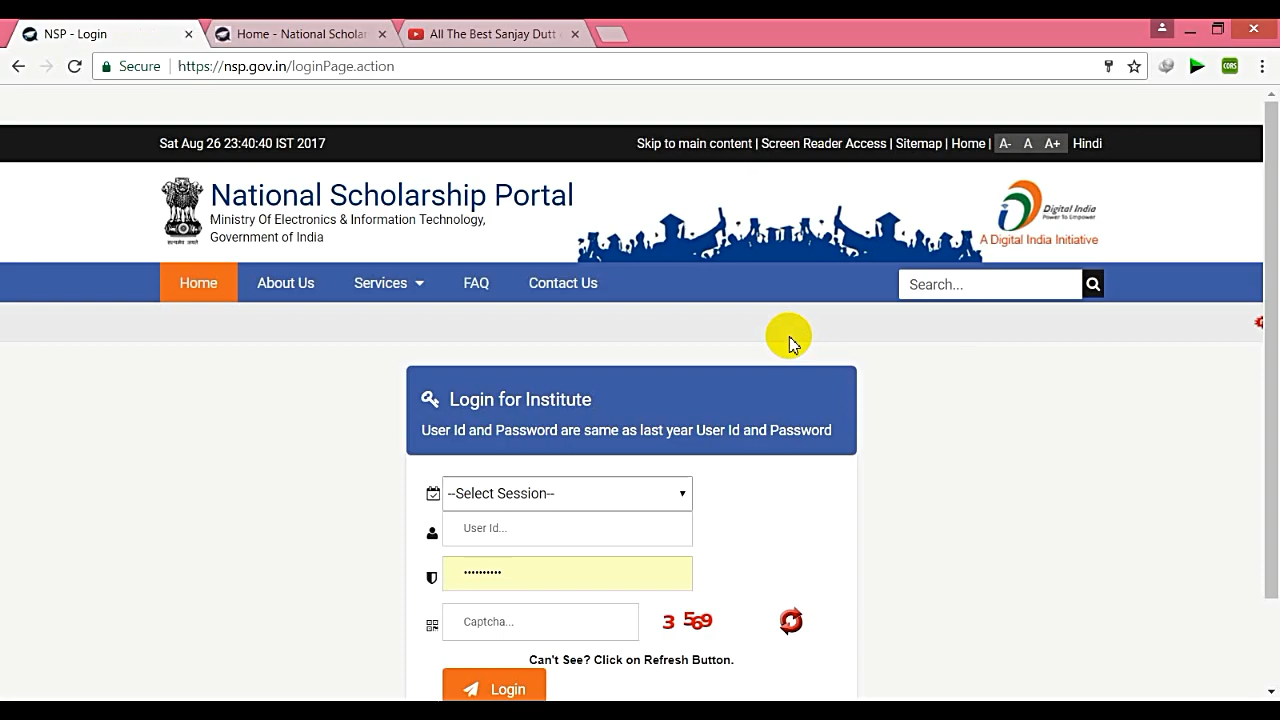 NSP - Login
Home - National Scholar
All The Best Sanjay Dutt
Secure
https://nsp.gov.in/loginPage.action
CORS
Sat Aug 26 23:40:40 IST 2017
Skip to main content | Screen Reader Access | Sitemap | Home |
A- A A+
Hindi
National Scholarship Portal
Ministry Of Electronics & Information Technology,
Government of India
Digital India
Power To Empower
A Digital India Initiative
Home
About Us
Services
FAQ
Contact Us
Search...
Login for Institute
User Id and Password are same as last year User Id and Password
--Select Session--
User Id...
••••••••••
Captcha...
3 569
Can't See? Click on Refresh Button.
Login